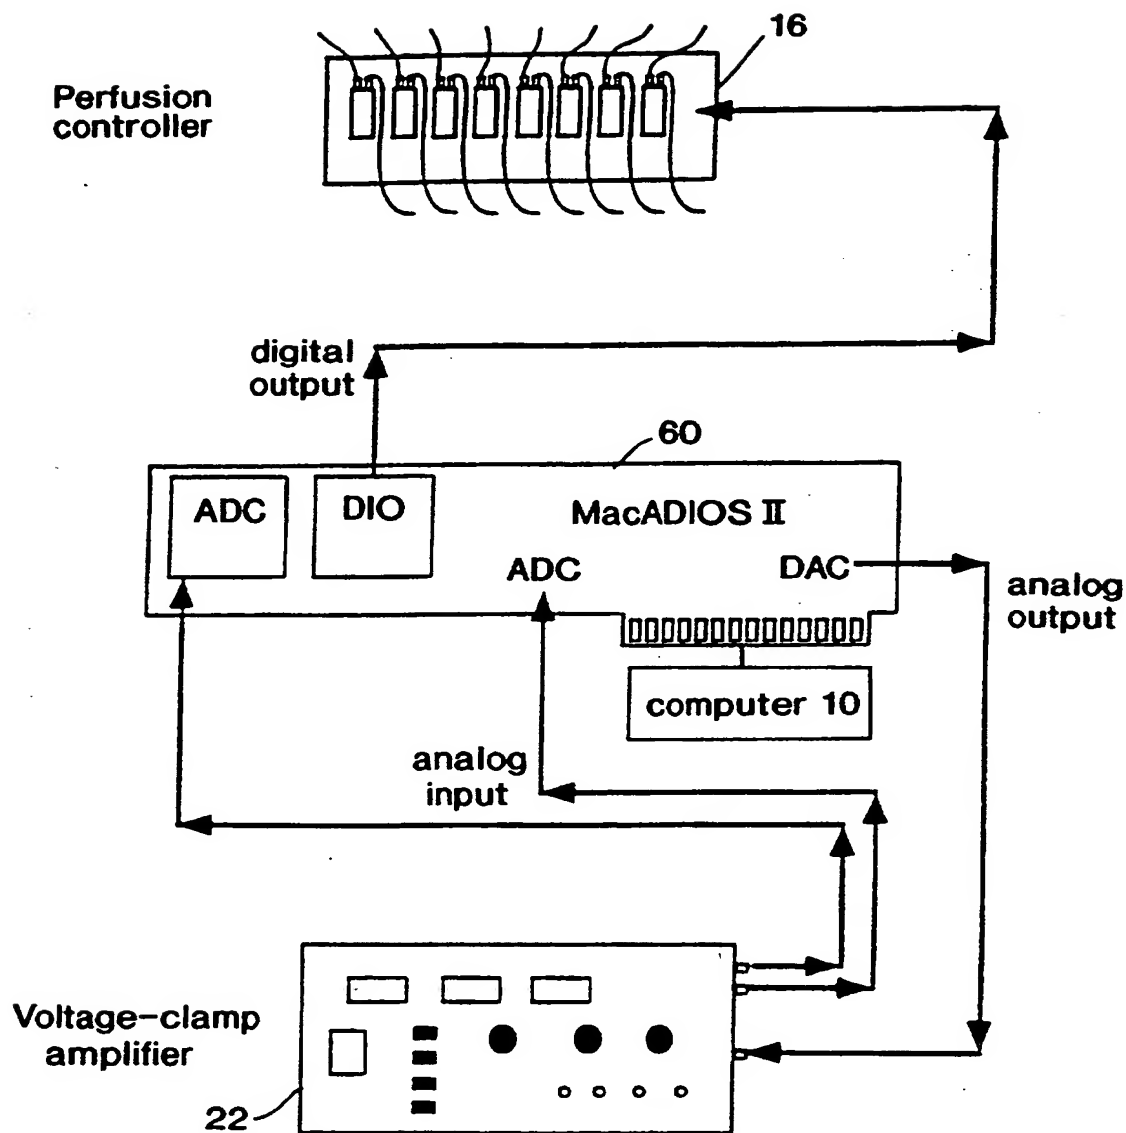 16
Perfusion
controller
digital
output
60
ADC
DIO
MacADIOS II
ADC
DAC
analog
output
computer 10
analog
input
Voltage-clamp
amplifier
22